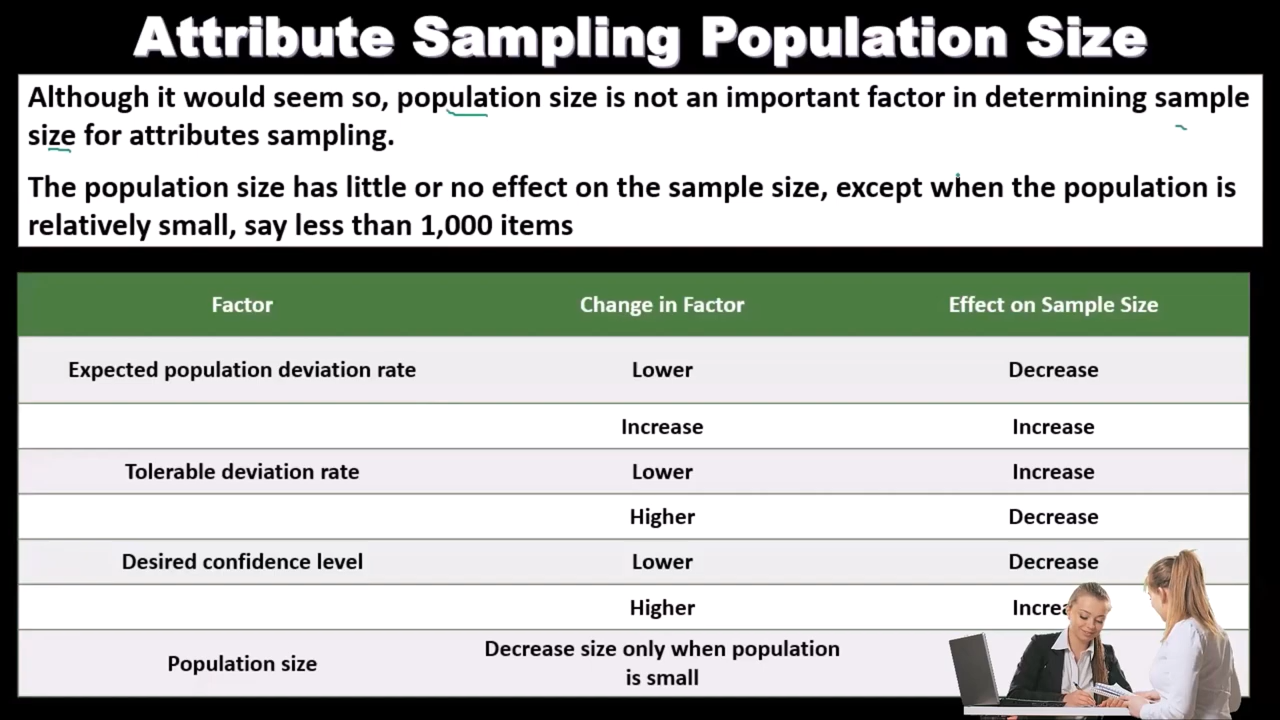 Attribute Sampling Population Size
Although it would seem so, population size is not an important factor in determining sample
size for attributes sampling.
The population size has little or no effect on the sample size, except when the population is
relatively small, say less than 1,000 items
Factor Change in Factor Effect on Sample Size
Expected population deviation rate Lower Decrease
Increase Increase
Tolerable deviation rate Lower Increase
Higher Decrease
Desired confidence level Lower Decrease
Higher
Population size Decrease size only when population
is small